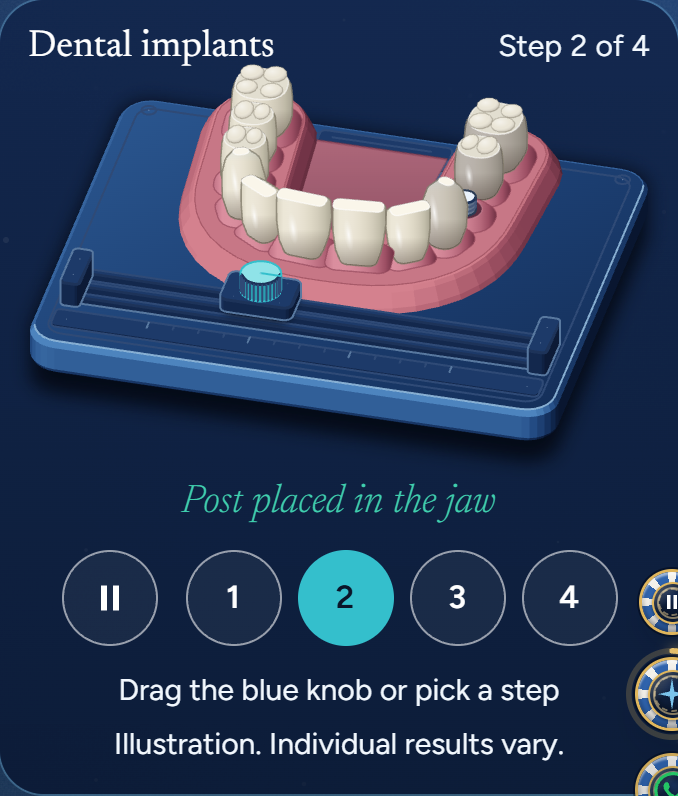 Dental implants
Step 2 of 4
Post placed in the jaw
1
2
3
4
Drag the blue knob or pick a step
Illustration. Individual results vary.